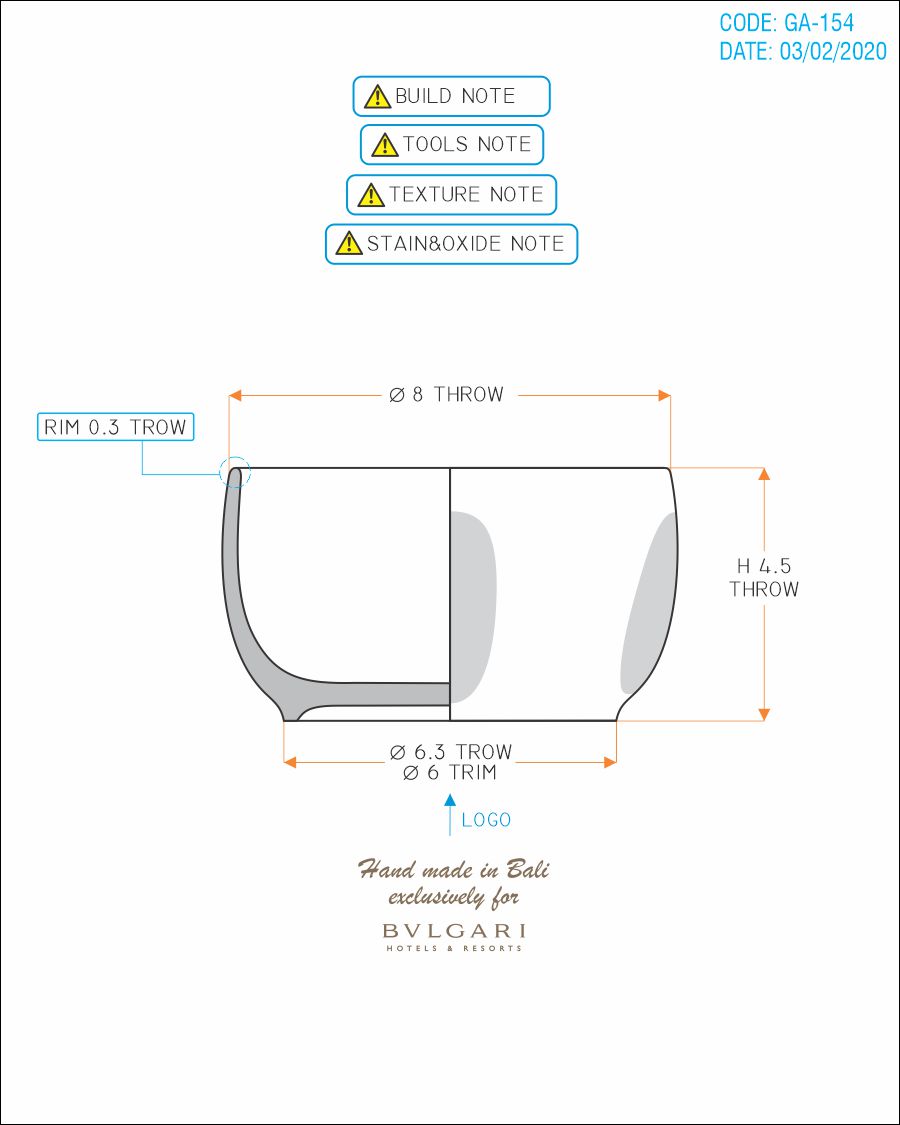 CODE: GA-154
DATE: 03/02/2020
BUILD NOTE
TOOLS NOTE
TEXTURE NOTE
STAIN&OXIDE NOTE
Ø 8 THROW
RIM 0.3 TROW
H 4.5
THROW
Ø 6.3 TROW
Ø 6 TRIM
LOGO
Hand made in Bali
exclusively for
BVLGARI
HOTELS & RESORTS